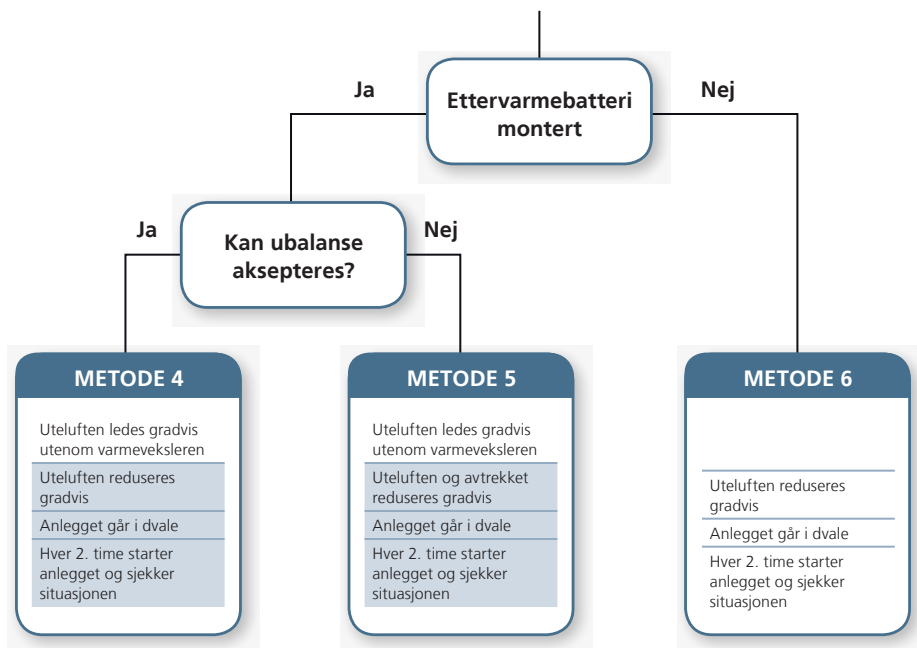 Ja
Ettervarmebatteri
montert
Nej
Ja
Kan ubalanse
aksepteres?
Nej
METODE 4
Uteluften ledes gradvis
utenom varmeveksleren
Uteluften reduseres
gradvis
Anlegget går i dvale
Hver 2. time starter
anlegget og sjekker
situasjonen
METODE 5
Uteluften ledes gradvis
utenom varmeveksleren
Uteluften og avtrekket
reduseres gradvis
Anlegget går i dvale
Hver 2. time starter
anlegget og sjekker
situasjonen
METODE 6
Uteluften reduseres
gradvis
Anlegget går i dvale
Hver 2. time starter
anlegget og sjekker
situasjonen